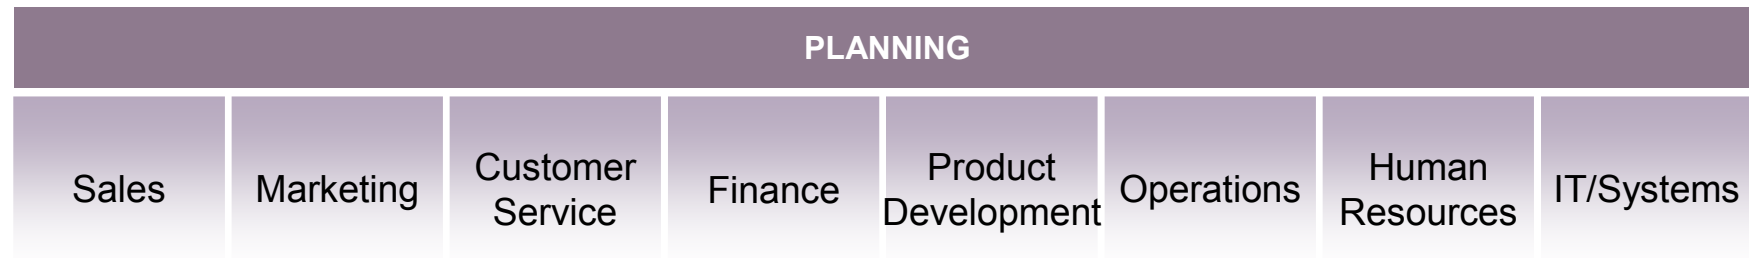 PLANNING
Sales
Marketing
Customer
Service
Finance
Product
Development
Operations
Human
Resources
IT/Systems